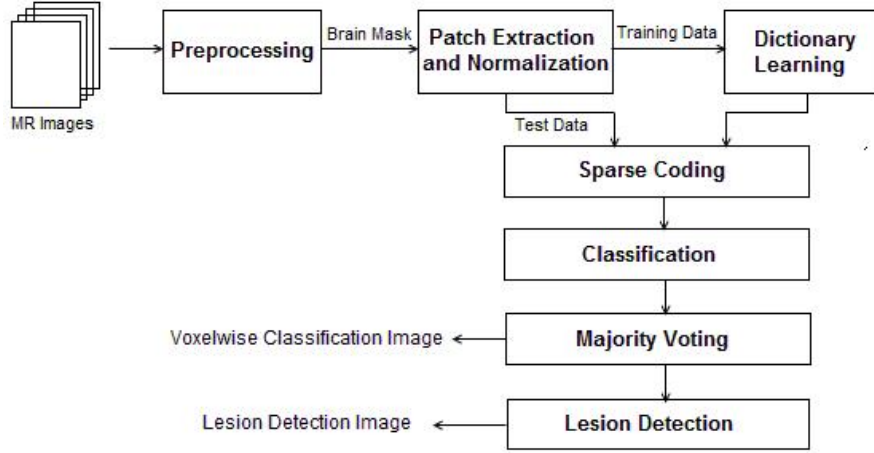 MR Images
Preprocessing
Brain Mask
Patch Extraction
and Normalization
Training Data
Dictionary
Learning
Test Data
Sparse Coding
Classification
Voxelwise Classification Image
Majority Voting
Lesion Detection Image
Lesion Detection